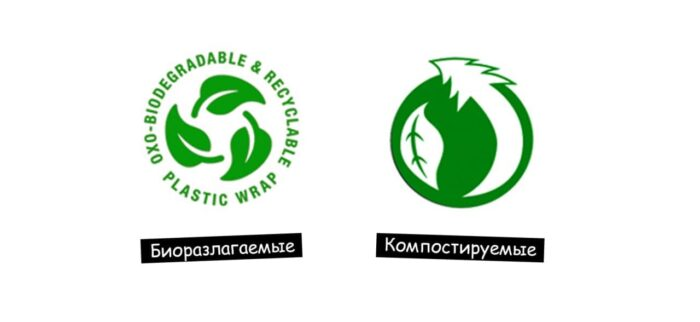 OXO-BIODEGRADABLE & RECYCLABLE
PLASTIC WRAP
Биоразлагаемые
Компостируемые